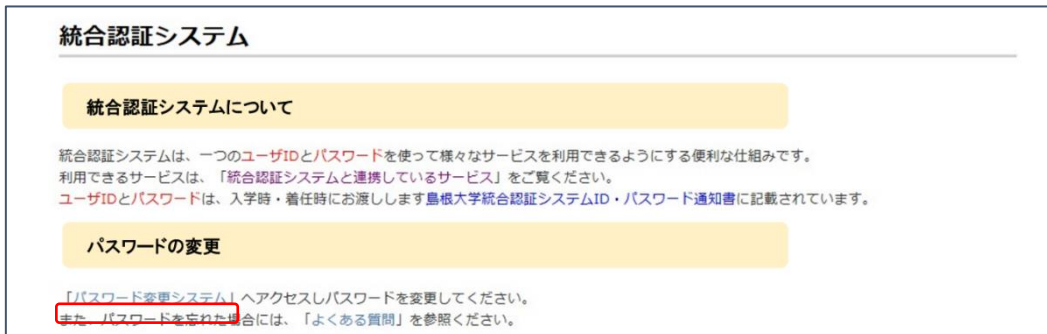 統合認証システム
統合認証システムについて
統合認証システムは、一つのユーザIDとパスワードを使って様々なサービスを利用できるようにする便利な仕組みです。
利用できるサービスは、「統合認証システムと連携しているサービス」をご覧ください。
ユーザIDとパスワードは、入学時・着任時にお渡しします島根大学統合認証システムID・パスワード通知書に記載されています。
パスワードの変更
「パスワード変更システム」へアクセスしパスワードを変更してください。
また、パスワードを忘れた場合には、「よくある質問」を参照ください。